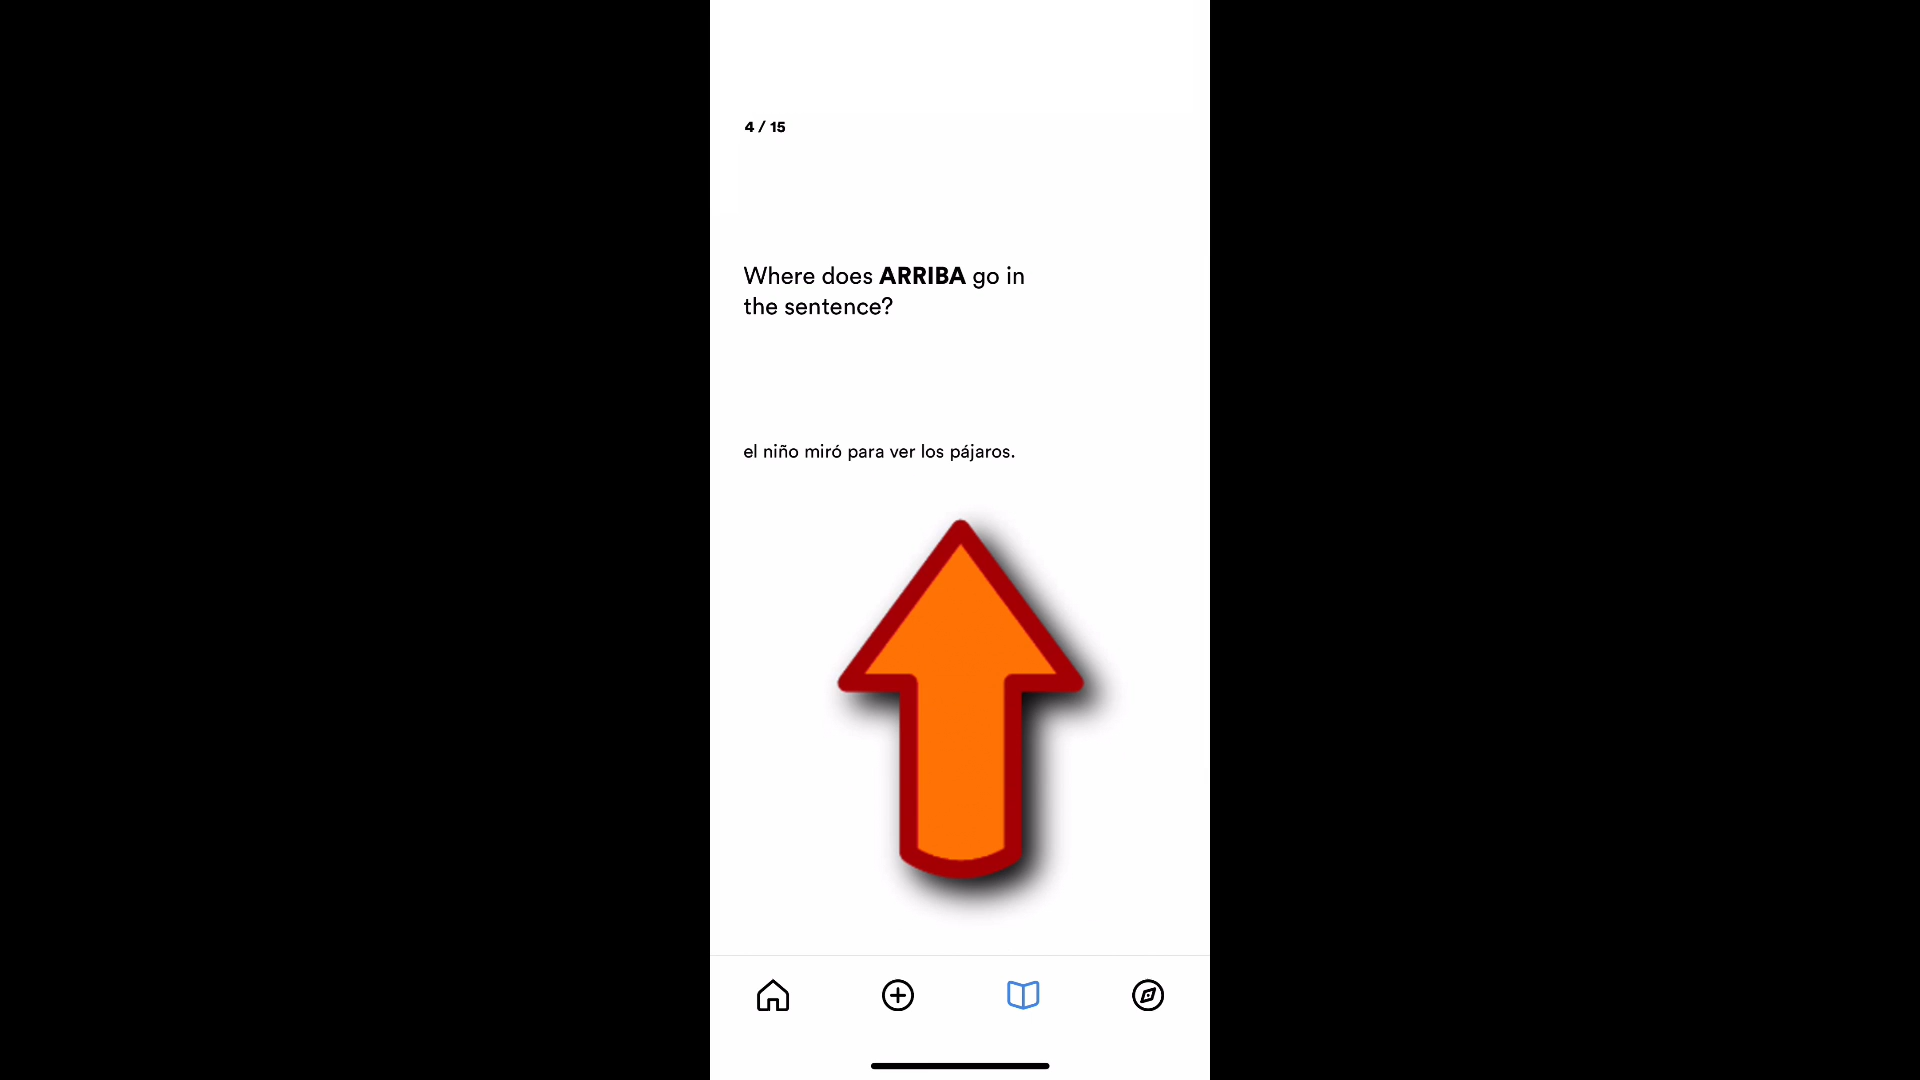 4 / 15
Where does ARRIBA go in
the sentence?
el niño miró para ver los pájaros.